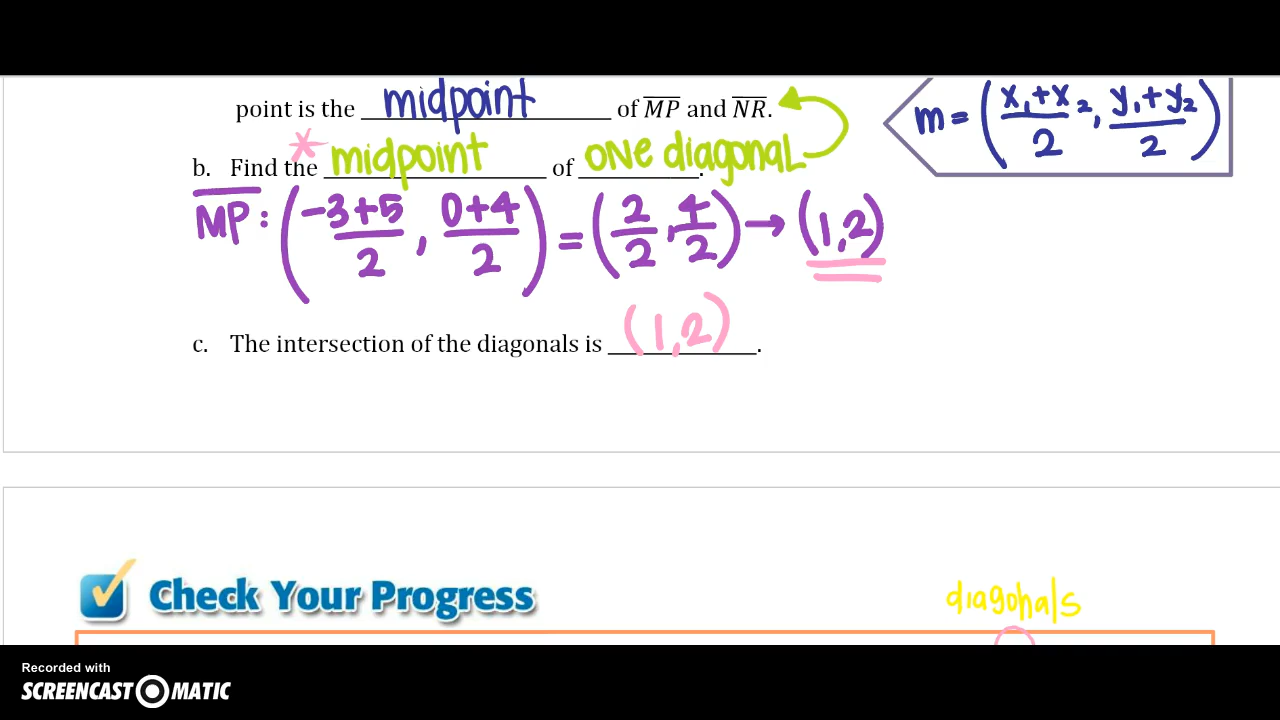 point is the midpoint of MP and NR.
m = (x₁+x₂/2, y₁+y₂/2)
b. Find the * midpoint of one diagonal.
MP: (-3+5/2, 0+4/2) = (2/2, 4/2) → (1,2)
c. The intersection of the diagonals is (1,2).
Check Your Progress
diagonals
Recorded with
SCREENCAST O MATIC